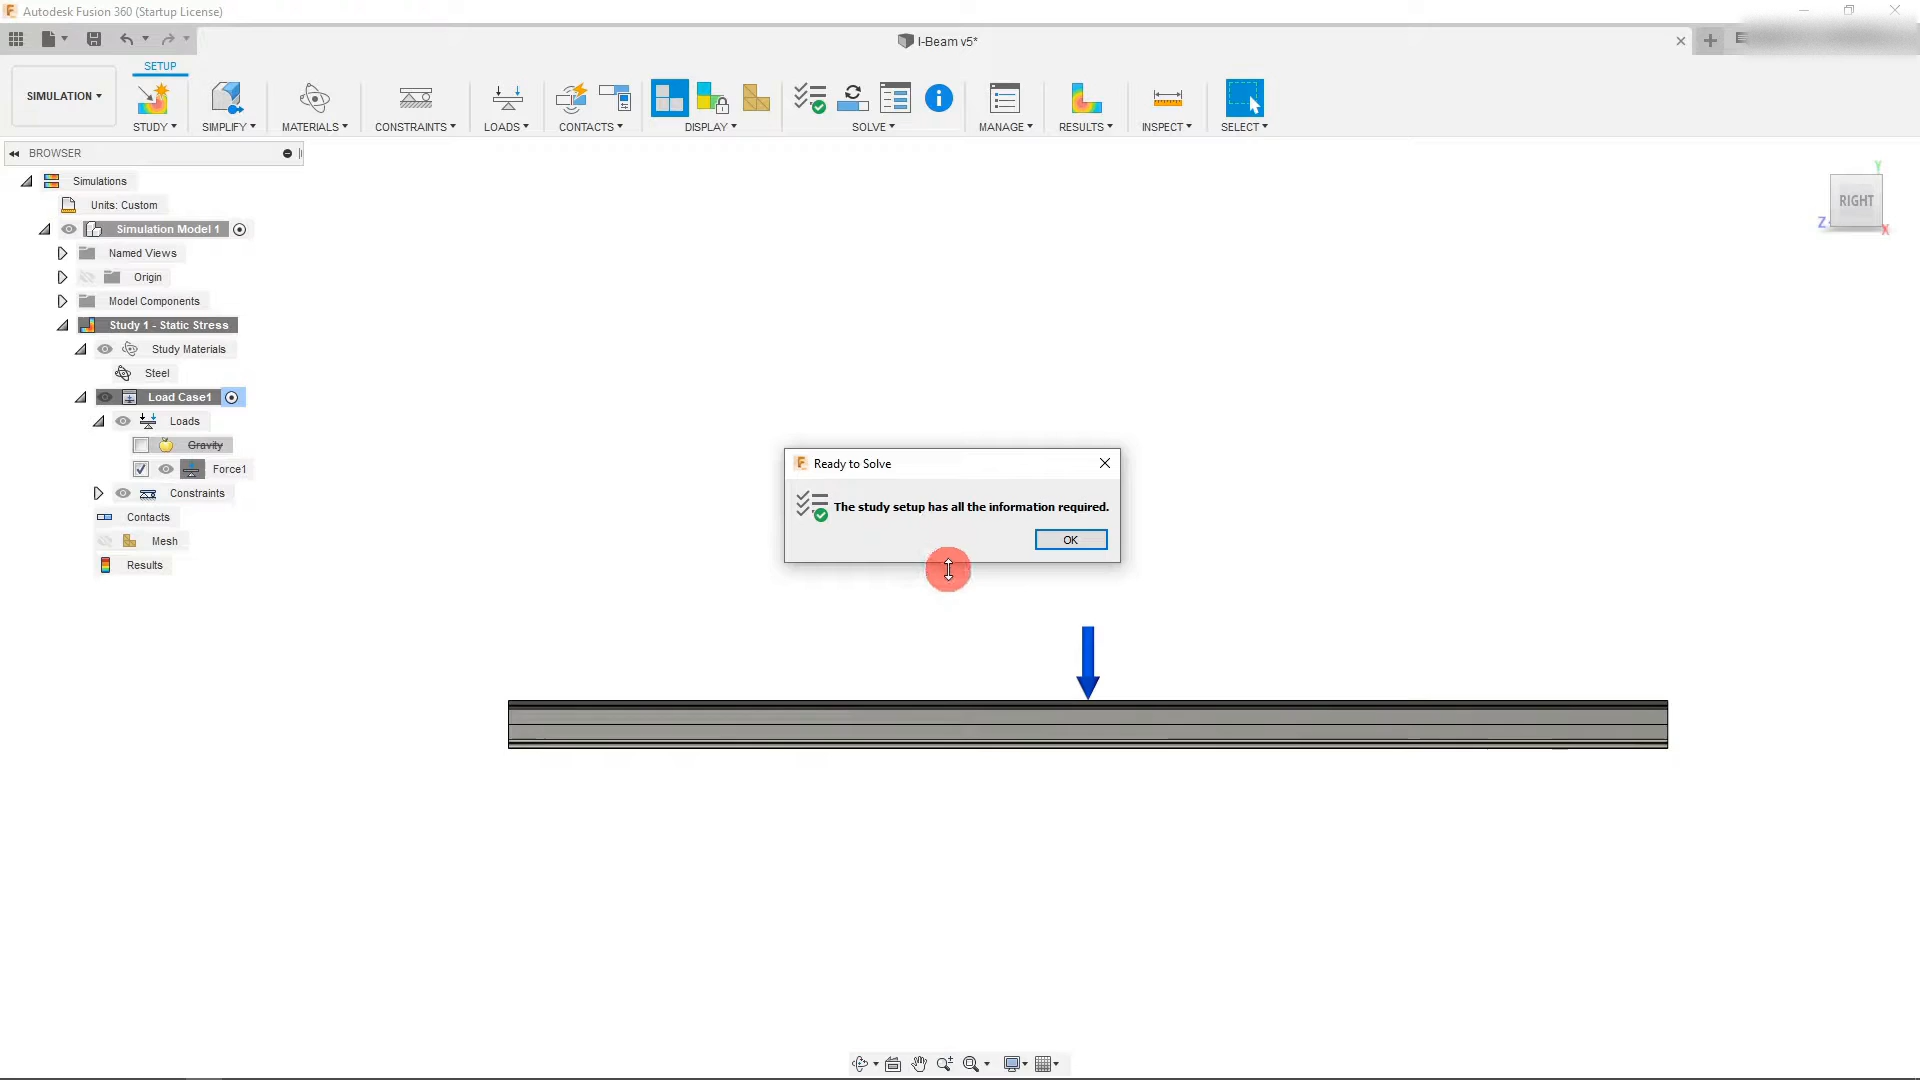 Autodesk Fusion 360 (Startup License)
I-Beam v5*
SETUP
SIMULATION
STUDY
SIMPLIFY
MATERIALS
CONSTRAINTS
LOADS
CONTACTS
DISPLAY
SOLVE
MANAGE
RESULTS
INSPECT
SELECT
BROWSER
Simulations
Units: Custom
Simulation Model 1
Named Views
Origin
Model Components
Study 1 - Static Stress
Study Materials
Steel
Load Case1
Loads
Gravity
Force1
Constraints
Contacts
Mesh
Results
Ready to Solve
The study setup has all the information required.
OK
Y
RIGHT
Z
X